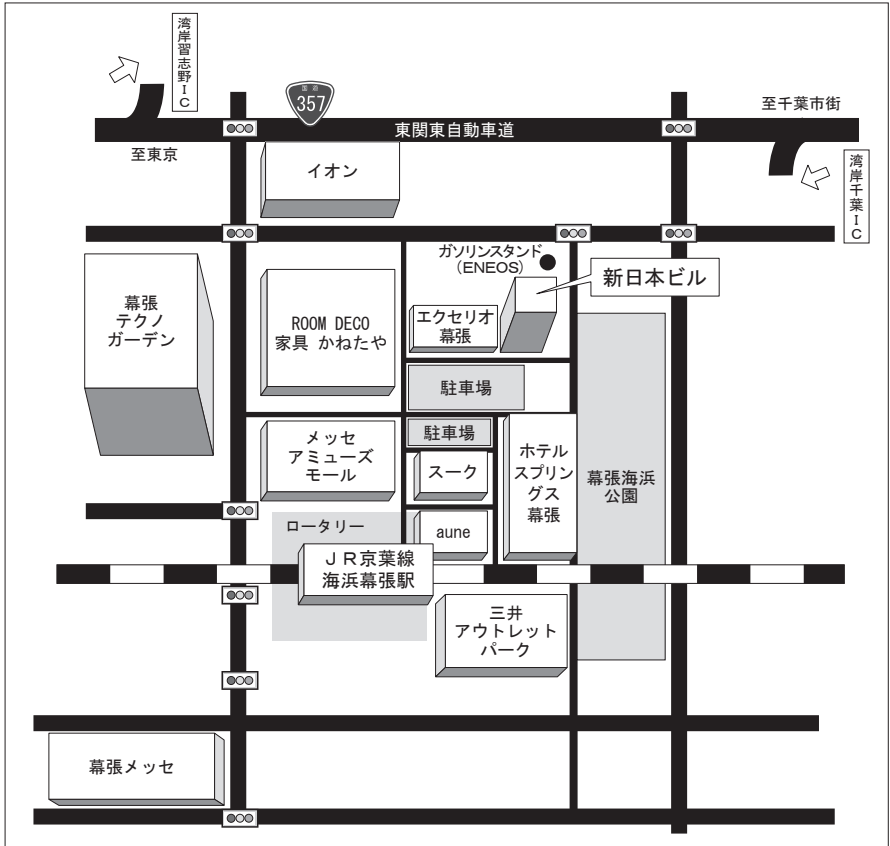 湾岸習志野IC
国道
357
至千葉市街
東関東自動車道
至東京
湾岸千葉IC
イオン
ガソリンスタンド
(ENEOS)
新日本ビル
幕張
テクノ
ガーデン
ROOM DECO
家具 かねたや
エクセリオ
幕張
駐車場
メッセ
アミューズ
モール
駐車場
スーク
ホテル
スプリン
グス
幕張
幕張海浜
公園
ロータリー
aune
JR京葉線
海浜幕張駅
三井
アウトレット
パーク
幕張メッセ